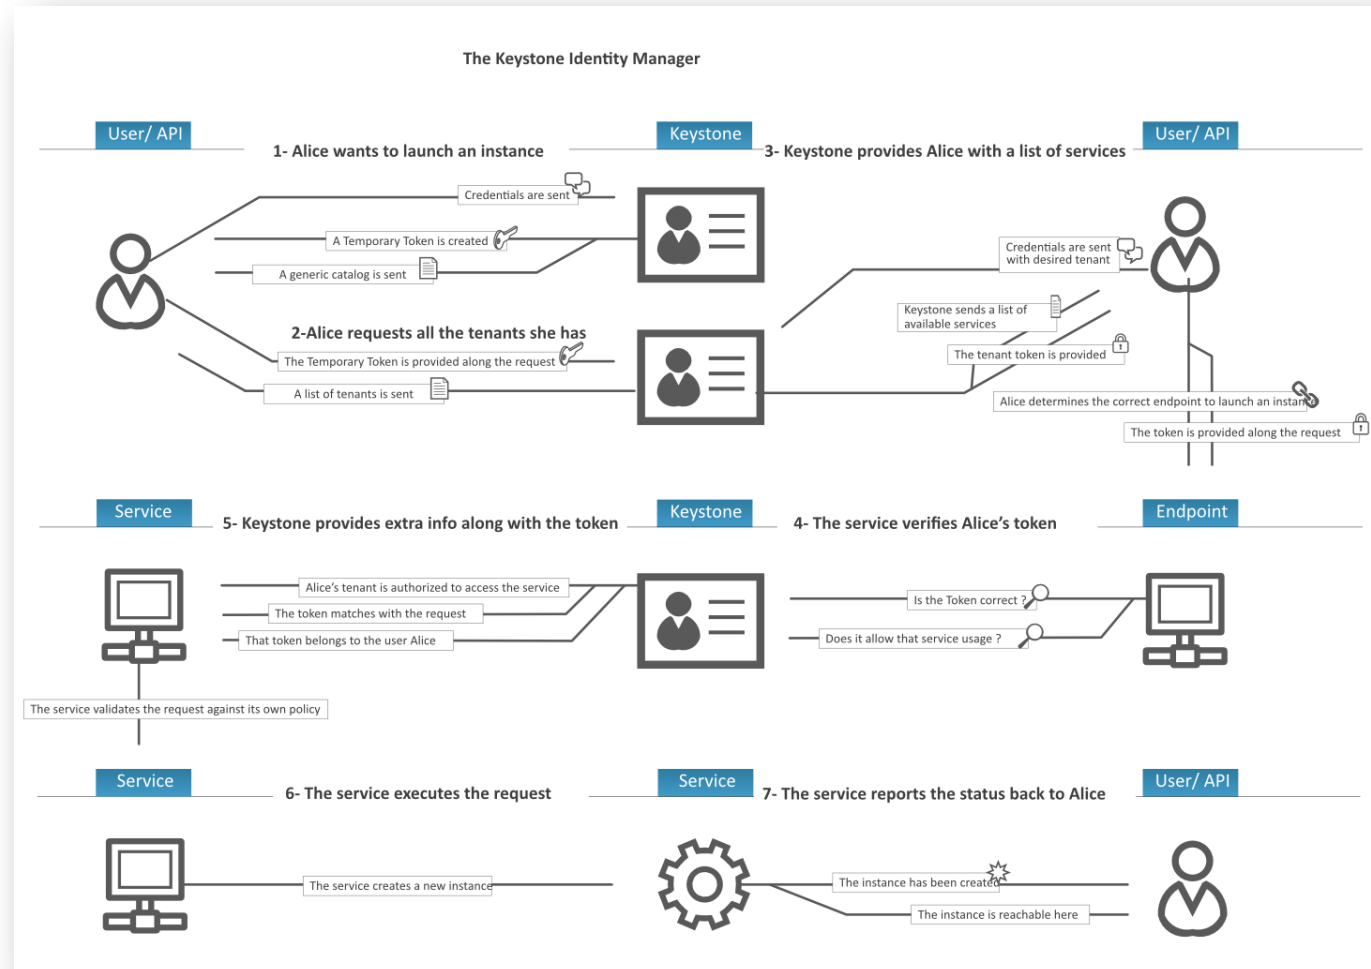 The Keystone Identity Manager
User/ API
Keystone
User/ API
1- Alice wants to launch an instance
3- Keystone provides Alice with a list of services
Credentials are sent
A Temporary Token is created
A generic catalog is sent
Credentials are sent
with desired tenant
Keystone sends a list of
available services
The tenant token is provided
2-Alice requests all the tenants she has
The Temporary Token is provided along the request
A list of tenants is sent
Alice determines the correct endpoint to launch an instance
The token is provided along the request
Service
Keystone
Endpoint
5- Keystone provides extra info along with the token
4- The service verifies Alice's token
Alice's tenant is authorized to access the service
The token matches with the request
That token belongs to the user Alice
Is the Token correct ?
Does it allow that service usage ?
The service validates the request against its own policy
Service
Service
User/ API
6- The service executes the request
7- The service reports the status back to Alice
The service creates a new instance
The instance has been created
The instance is reachable here